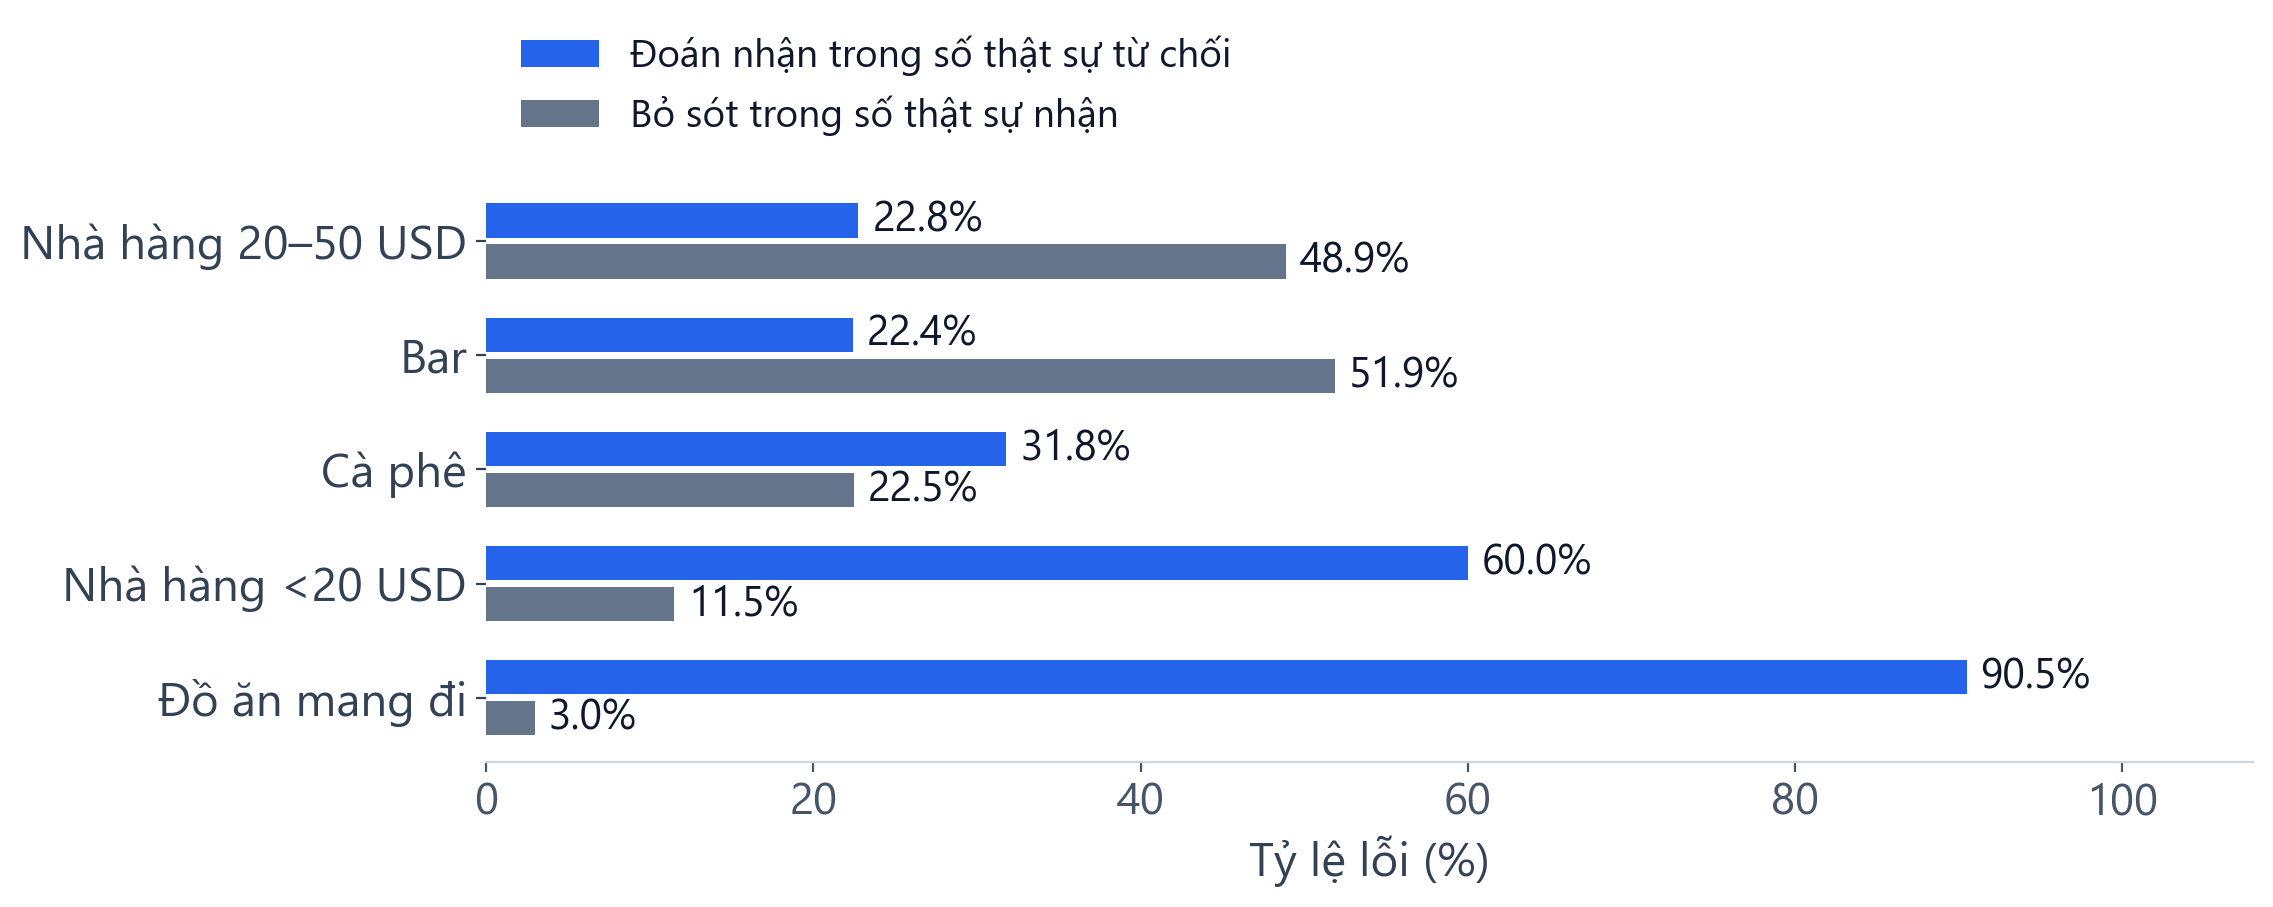 Đoán nhận trong số thật sự từ chối
Bỏ sót trong số thật sự nhận
Nhà hàng 20–50 USD
22.8%
48.9%
Bar
22.4%
51.9%
Cà phê
31.8%
22.5%
Nhà hàng <20 USD
60.0%
11.5%
Đồ ăn mang đi
90.5%
3.0%
0 20 40 60 80 100
Tỷ lệ lỗi (%)